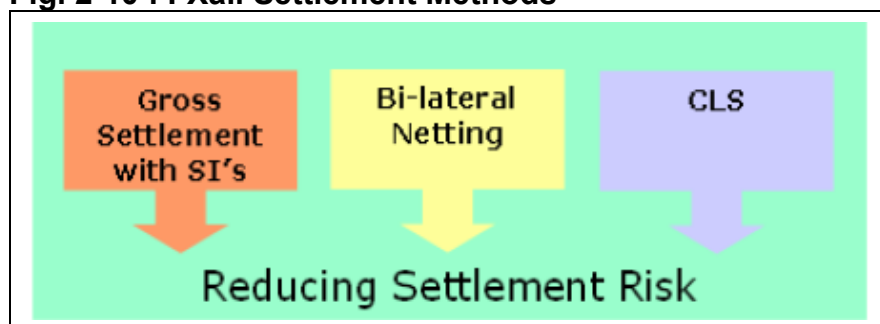 Gross
Settlement
with SI's
Bi-lateral
Netting
CLS
Reducing Settlement Risk